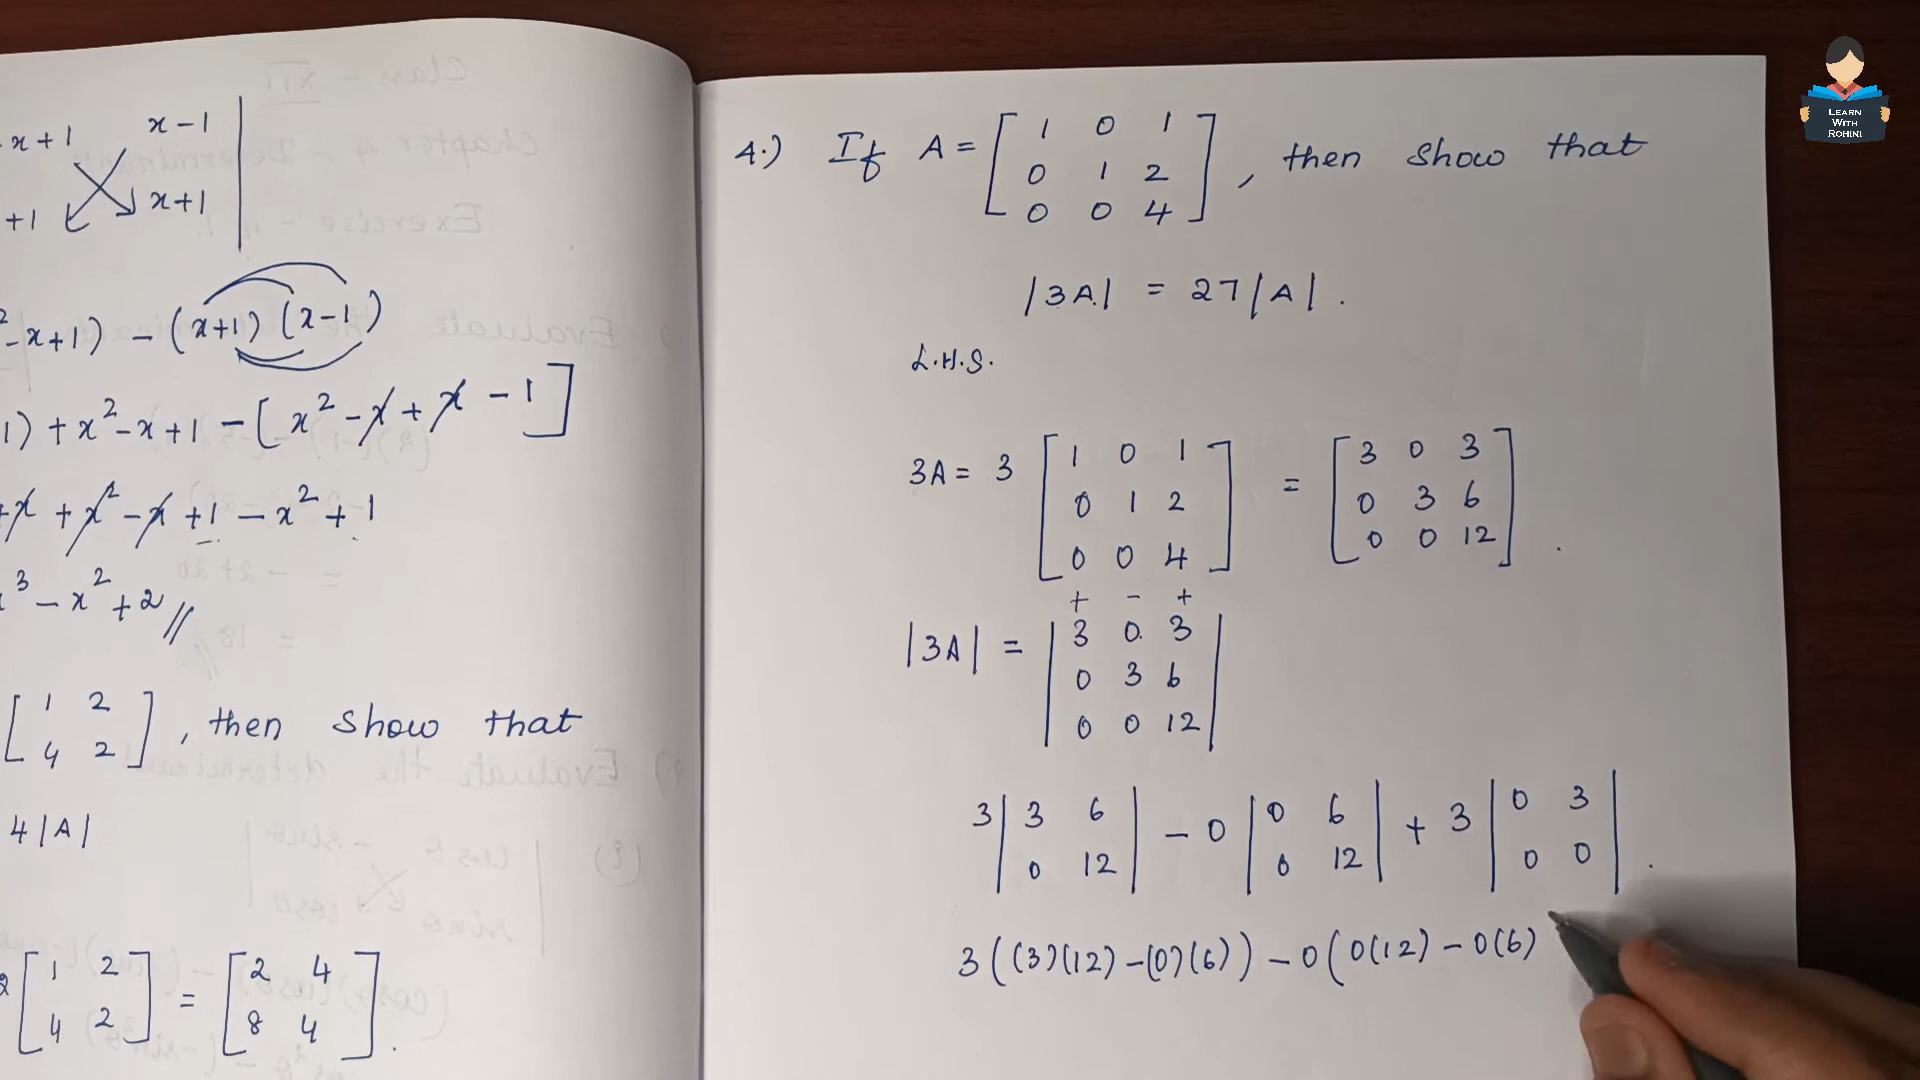 x+1 x-1
+1 x+1
-x+1) - (x+1) (x-1)
1) + x²-x+1 - [x² - x + x - 1]
+x + x² - x + 1 - x² + 1
x³ - x² + 2 //
[1 2
4 2], then show that
4|A|
2 [1 2
4 2] = [2 4
8 4].
4.) If A = [1 0 1
0 1 2
0 0 4], then show that
|3A| = 27|A|.
L.H.S.
3A = 3 [1 0 1
0 1 2
0 0 4] = [3 0 3
0 3 6
0 0 12].
+ - +
|3A| = |3 0 3
0 3 6
0 0 12|
3 |3 6
0 12| - 0 |0 6
0 12| + 3 |0 3
0 0|.
3((3)(12) - (0)(6)) - 0(0(12) - 0(6)
LEARN
WITH
ROHINI